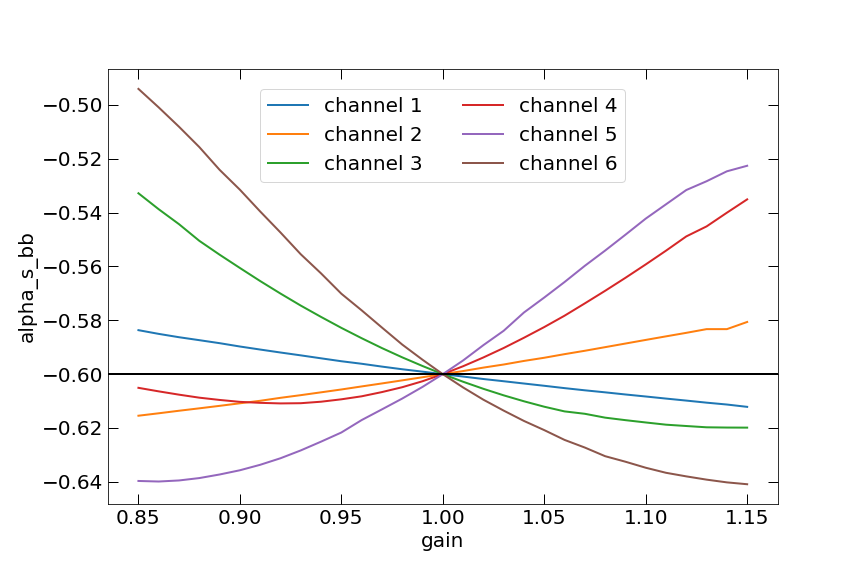 channel 1
channel 2
channel 3
channel 4
channel 5
channel 6
−0.50
−0.52
−0.54
−0.56
−0.58
−0.60
−0.62
−0.64
alpha_s_bb
0.85 0.90 0.95 1.00 1.05 1.10 1.15
gain